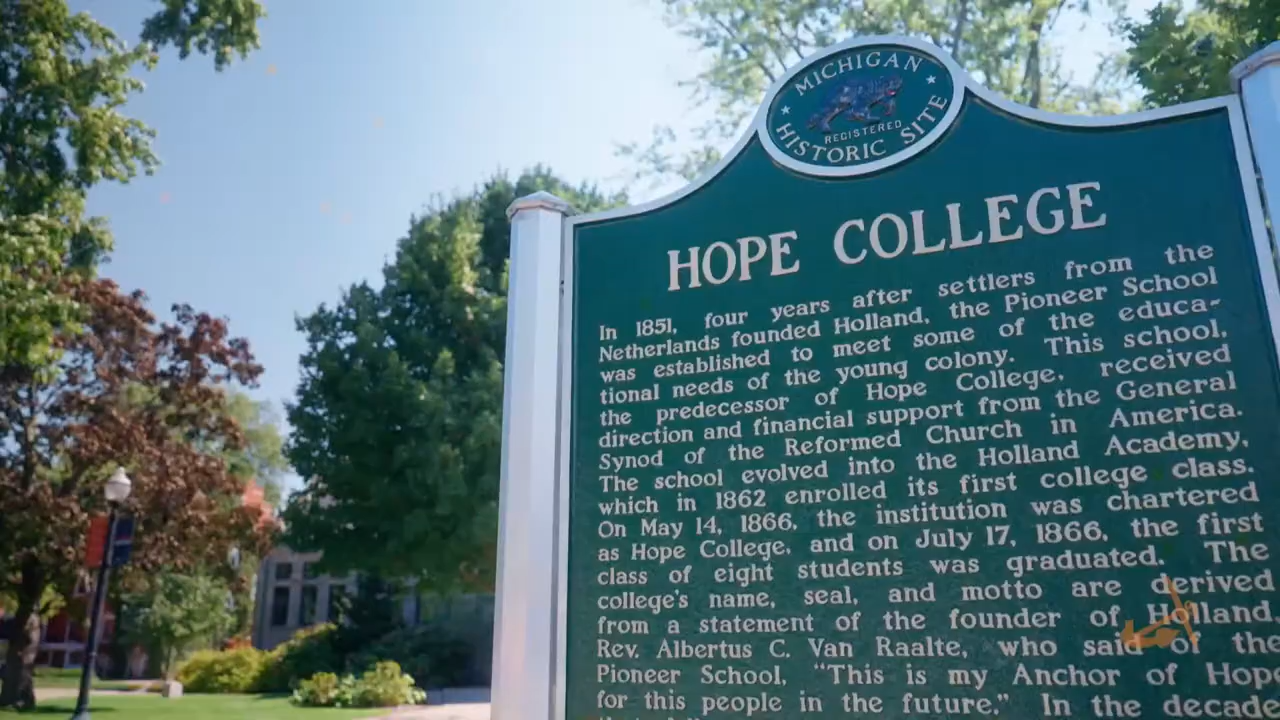 MICHIGAN
REGISTERED
HISTORIC SITE
HOPE COLLEGE
In 1851, four years after settlers from the
Netherlands founded Holland, the Pioneer School
was established to meet some of the educa-
tional needs of the young colony. This school,
the predecessor of Hope College, received
direction and financial support from the General
Synod of the Reformed Church in America.
The school evolved into the Holland Academy,
which in 1862 enrolled its first college class.
On May 14, 1866, the institution was chartered
as Hope College, and on July 17, 1866, the first
class of eight students was graduated. The
college's name, seal, and motto are derived
from a statement of the founder of Holland,
Rev. Albertus C. Van Raalte, who said of the
Pioneer School, "This is my Anchor of Hope
for this people in the future." In the decade